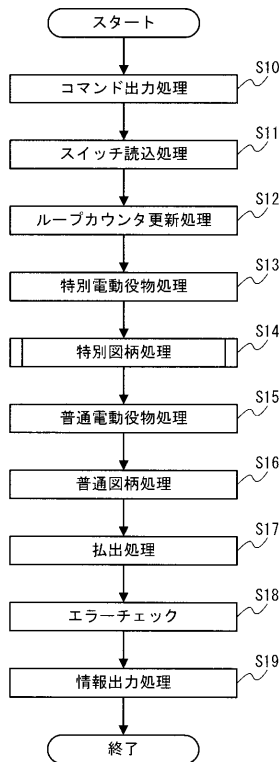 スタート
S10
コマンド出力処理
S11
スイッチ読込処理
S12
ループカウンタ更新処理
S13
特別電動役物処理
S14
特別図柄処理
S15
普通電動役物処理
S16
普通図柄処理
S17
払出処理
S18
エラーチェック
S19
情報出力処理
終了